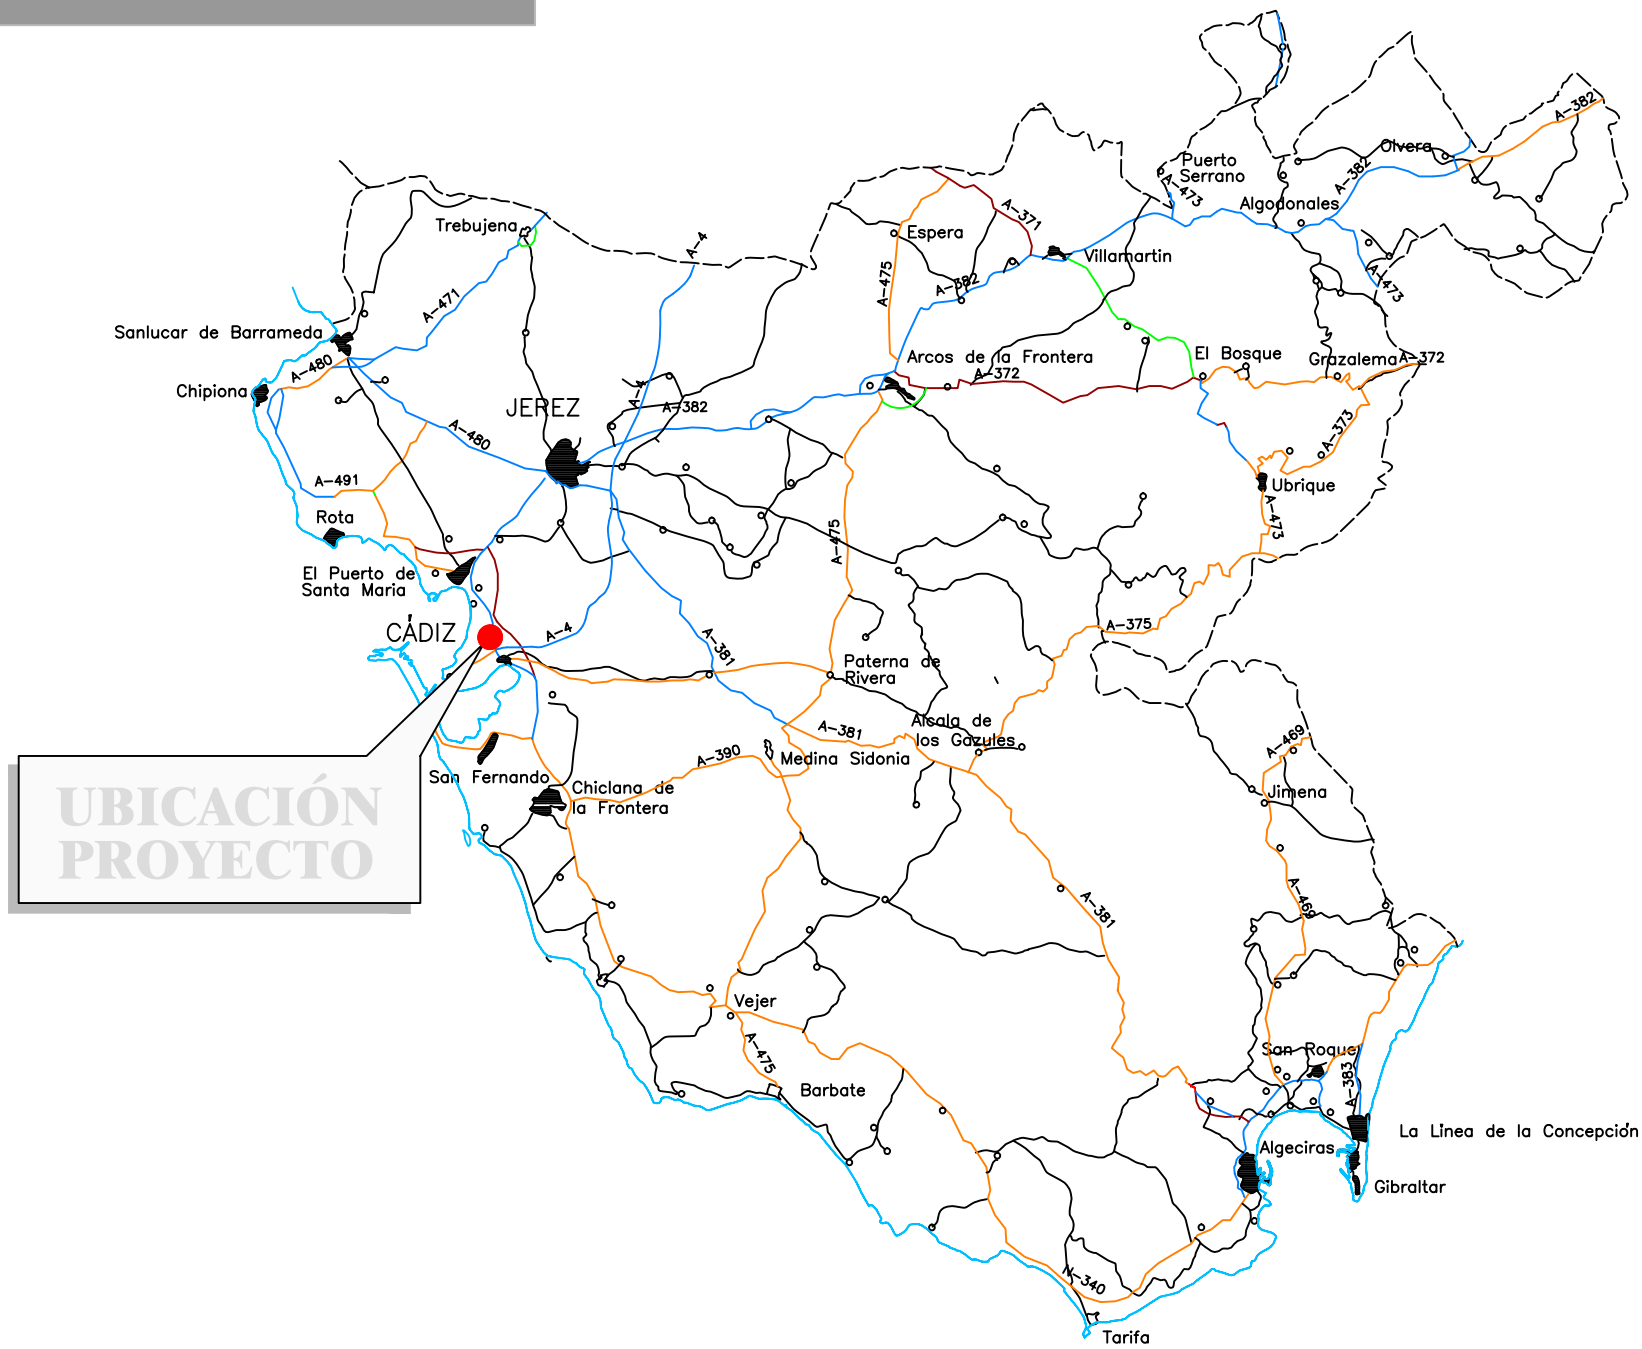 A-382
Olvera
A-382
Puerto
Serrano
A-473
Algodonales
A-371
Trebujena
Espera
A-4
Villamartin
A-475
A-382
A-473
A-471
Sanlucar de Barrameda
A-480
Chipiona
Arcos de la Frontera
A-372
El Bosque
Grazalema
A-372
A-4
JEREZ
A-382
A-480
A-373
A-491
Ubrique
Rota
A-475
A-473
El Puerto de
Santa Maria
CÁDIZ
A-4
A-375
A-381
Paterna de
Rivera
Alcala de
los Gazules
A-381
A-469
A-390
Medina Sidonia
San Fernando
Chiclana de
la Frontera
Jimena
UBICACIÓN
PROYECTO
A-469
A-381
Vejer
A-475
San Roque
A-383
Barbate
La Linea de la Concepción
Algeciras
Gibraltar
N-340
Tarifa